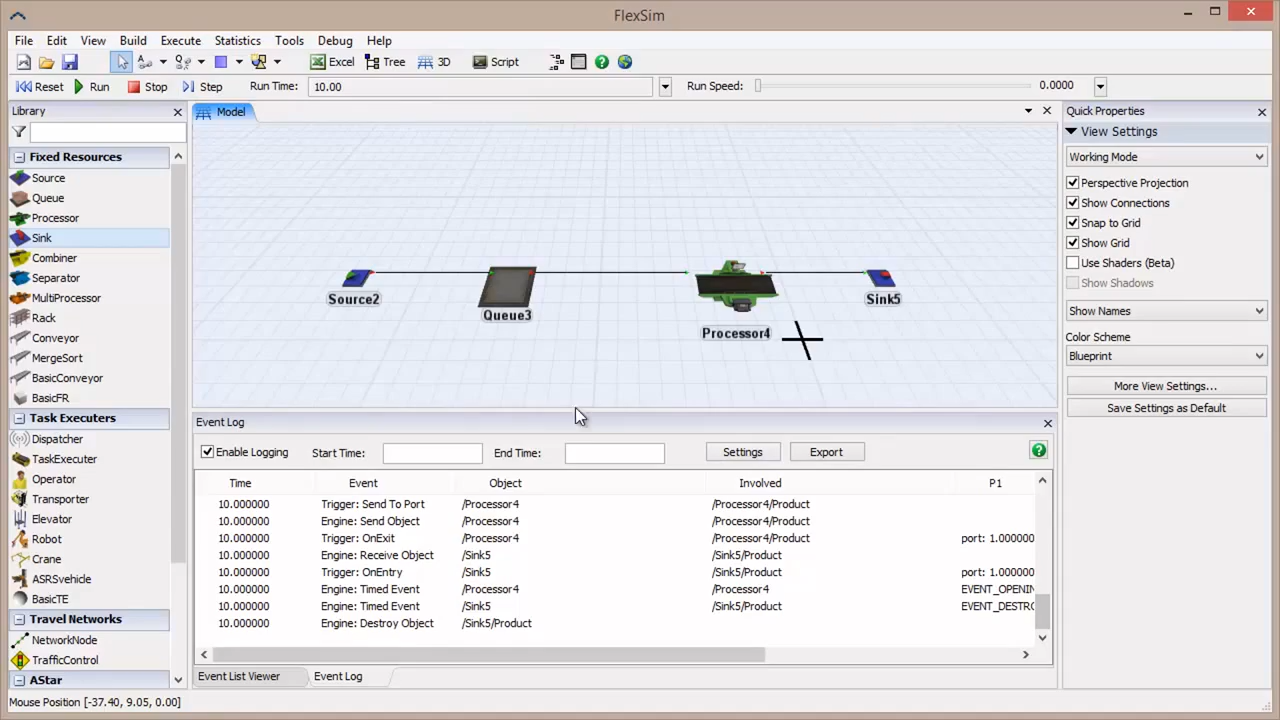 FlexSim
File Edit View Build Execute Statistics Tools Debug Help
Excel Tree 3D Script
Reset Run Stop Step Run Time: 10.00 Run Speed: 0.0000
Library
Fixed Resources
Source
Queue
Processor
Sink
Combiner
Separator
MultiProcessor
Rack
Conveyor
MergeSort
BasicConveyor
BasicFR
Task Executers
Dispatcher
TaskExecuter
Operator
Transporter
Elevator
Robot
Crane
ASRSvehicle
BasicTE
Travel Networks
NetworkNode
TrafficControl
AStar
Model
Source2
Queue3
Processor4
Sink5
Event Log
Enable Logging Start Time: End Time: Settings Export
Time Event Object Involved P1
10.000000 Trigger: Send To Port /Processor4 /Processor4/Product
10.000000 Engine: Send Object /Processor4 /Processor4/Product
10.000000 Trigger: OnExit /Processor4 /Processor4/Product port: 1.000000
10.000000 Engine: Receive Object /Sink5 /Sink5/Product
10.000000 Trigger: OnEntry /Sink5 /Sink5/Product port: 1.000000
10.000000 Engine: Timed Event /Processor4 /Processor4 EVENT_OPENIN
10.000000 Engine: Timed Event /Sink5 /Sink5/Product EVENT_DESTRO
10.000000 Engine: Destroy Object /Sink5/Product
Event List Viewer Event Log
Quick Properties
View Settings
Working Mode
Perspective Projection
Show Connections
Snap to Grid
Show Grid
Use Shaders (Beta)
Show Shadows
Show Names
Color Scheme
Blueprint
More View Settings...
Save Settings as Default
Mouse Position [-37.40, 9.05, 0.00]